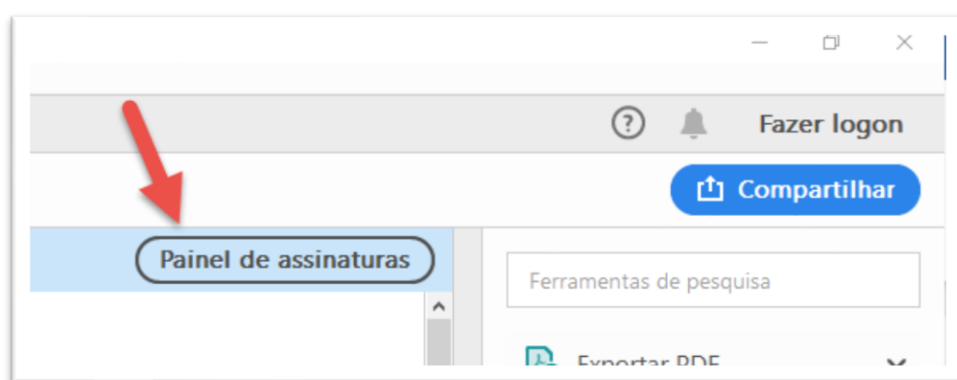 Fazer logon
Compartilhar
Painel de assinaturas
Ferramentas de pesquisa
Exportar PDF